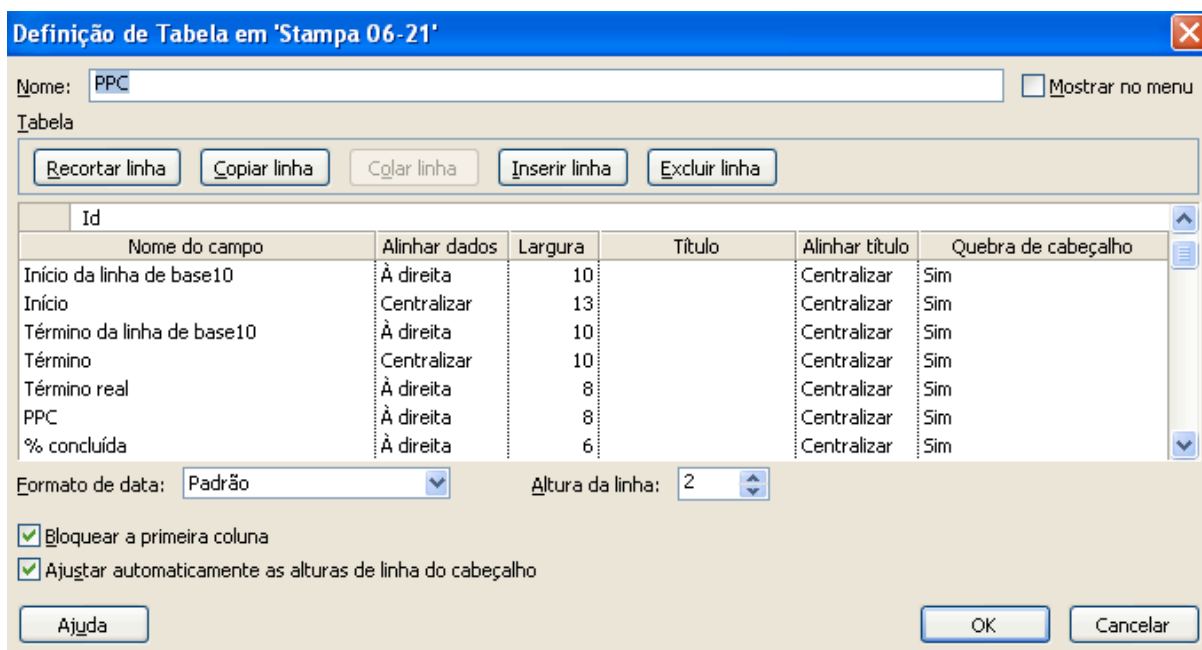 Definição de Tabela em 'Stampa 06-21'
Nome: PPC Mostrar no menu
Tabela
Recortar linha Copiar linha Colar linha Inserir linha Excluir linha
Id
Nome do campo Alinhar dados Largura Título Alinhar título Quebra de cabeçalho
Início da linha de base10 À direita 10 Centralizar Sim
Início Centralizar 13 Centralizar Sim
Término da linha de base10 À direita 10 Centralizar Sim
Término Centralizar 10 Centralizar Sim
Término real À direita 8 Centralizar Sim
PPC À direita 8 Centralizar Sim
% concluída À direita 6 Centralizar Sim
Formato de data: Padrão Altura da linha: 2
Bloquear a primeira coluna
Ajustar automaticamente as alturas de linha do cabeçalho
Ajuda OK Cancelar